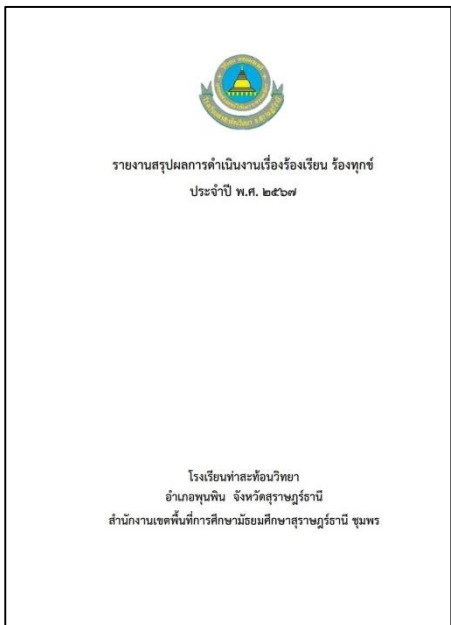 รายงานสรุปผลการดำเนินงานเรื่องร้องเรียน ร้องทุกข์
ประจำปี พ.ศ. ๒๕๖๗
โรงเรียนท่าสะท้อนวิทยา
อำเภอพุนพิน จังหวัดสุราษฎร์ธานี
สำนักงานเขตพื้นที่การศึกษามัธยมศึกษาสุราษฎร์ธานี ชุมพร